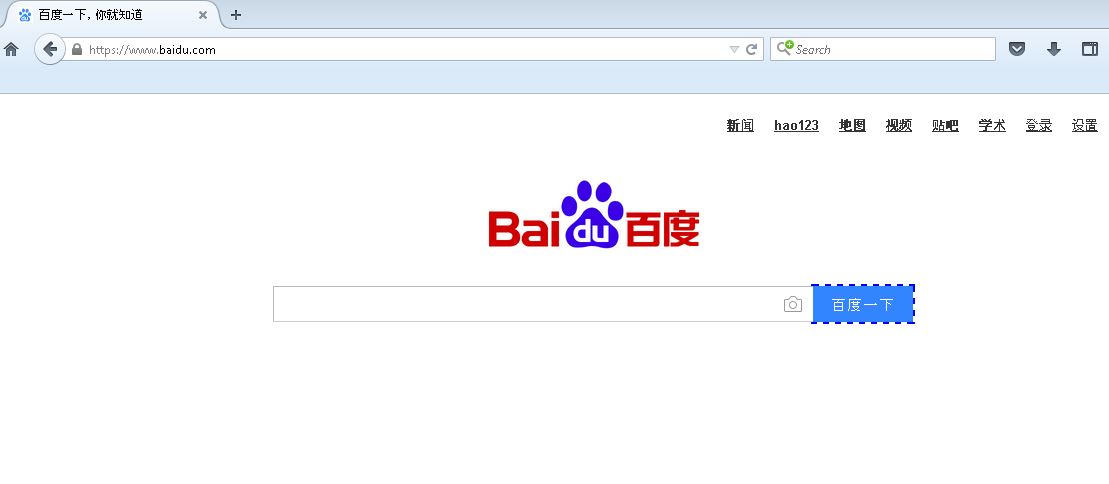 百度一下，你就知道
https://www.baidu.com
Search
新闻 hao123 地图 视频 贴吧 学术 登录 设置
Bai du 百度
百度一下